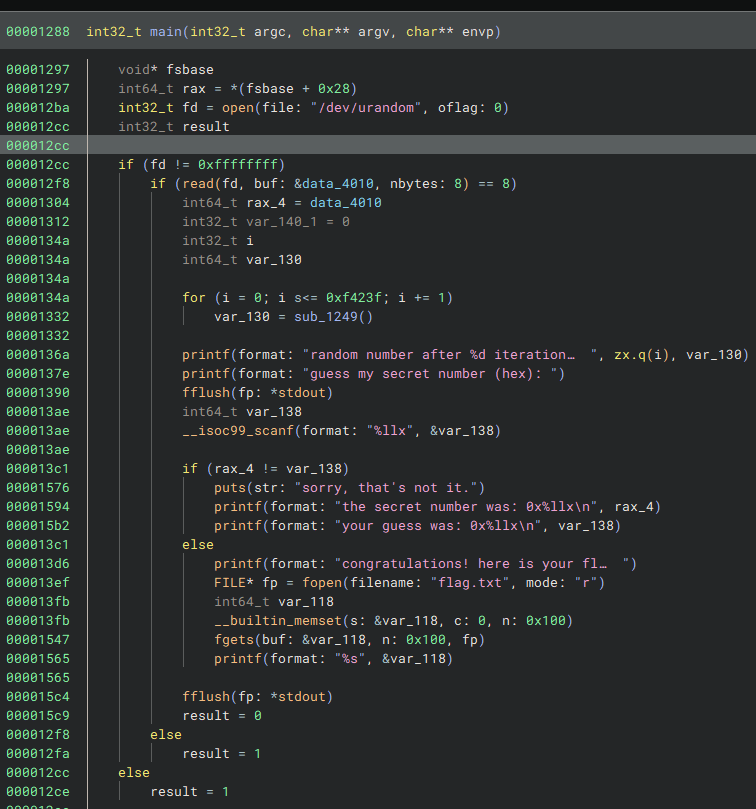 00001288 int32_t main(int32_t argc, char** argv, char** envp)
00001297 void* fsbase
00001297 int64_t rax = *(fsbase + 0x28)
000012ba int32_t fd = open(file: "/dev/urandom", oflag: 0)
000012cc int32_t result
000012cc
000012cc if (fd != 0xffffffff)
000012f8 if (read(fd, buf: &data_4010, nbytes: 8) == 8)
00001304 int64_t rax_4 = data_4010
00001312 int32_t var_140_1 = 0
0000134a int32_t i
0000134a int64_t var_130
0000134a
0000134a for (i = 0; i s<= 0xf423f; i += 1)
00001332 var_130 = sub_1249()
00001332
0000136a printf(format: "random number after %d iteration… ", zx.q(i), var_130)
0000137e printf(format: "guess my secret number (hex): ")
00001390 fflush(fp: *stdout)
000013ae int64_t var_138
000013ae __isoc99_scanf(format: "%llx", &var_138)
000013ae
000013c1 if (rax_4 != var_138)
00001576 puts(str: "sorry, that's not it.")
00001594 printf(format: "the secret number was: 0x%llx\n", rax_4)
000015b2 printf(format: "your guess was: 0x%llx\n", var_138)
000013c1 else
000013d6 printf(format: "congratulations! here is your fl… ")
000013ef FILE* fp = fopen(filename: "flag.txt", mode: "r")
000013fb int64_t var_118
000013fb __builtin_memset(s: &var_118, c: 0, n: 0x100)
00001547 fgets(buf: &var_118, n: 0x100, fp)
00001565 printf(format: "%s", &var_118)
00001565
000015c4 fflush(fp: *stdout)
000015c9 result = 0
000012f8 else
000012fa result = 1
000012cc else
000012ce result = 1